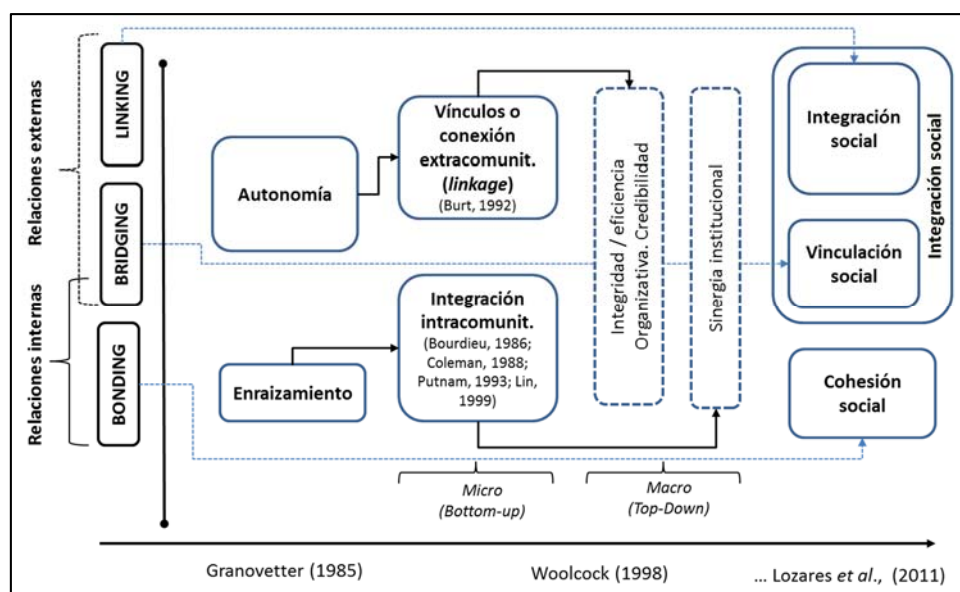 Relaciones externas
Relaciones internas
LINKING
BRIDGING
BONDING
Autonomía
Enraizamiento
Vínculos o
conexión
extracomunit.
(linkage)
(Burt, 1992)
Integración
intracomunit.
(Bourdieu, 1986;
Coleman, 1988;
Putnam, 1993; Lin,
1999)
Integridad / eficiencia
Organizativa. Credibilidad
Sinergia institucional
Integración
social
Vinculación
social
Integración social
Cohesión
social
Micro
(Bottom-up)
Macro
(Top-Down)
Granovetter (1985)
Woolcock (1998)
... Lozares et al., (2011)